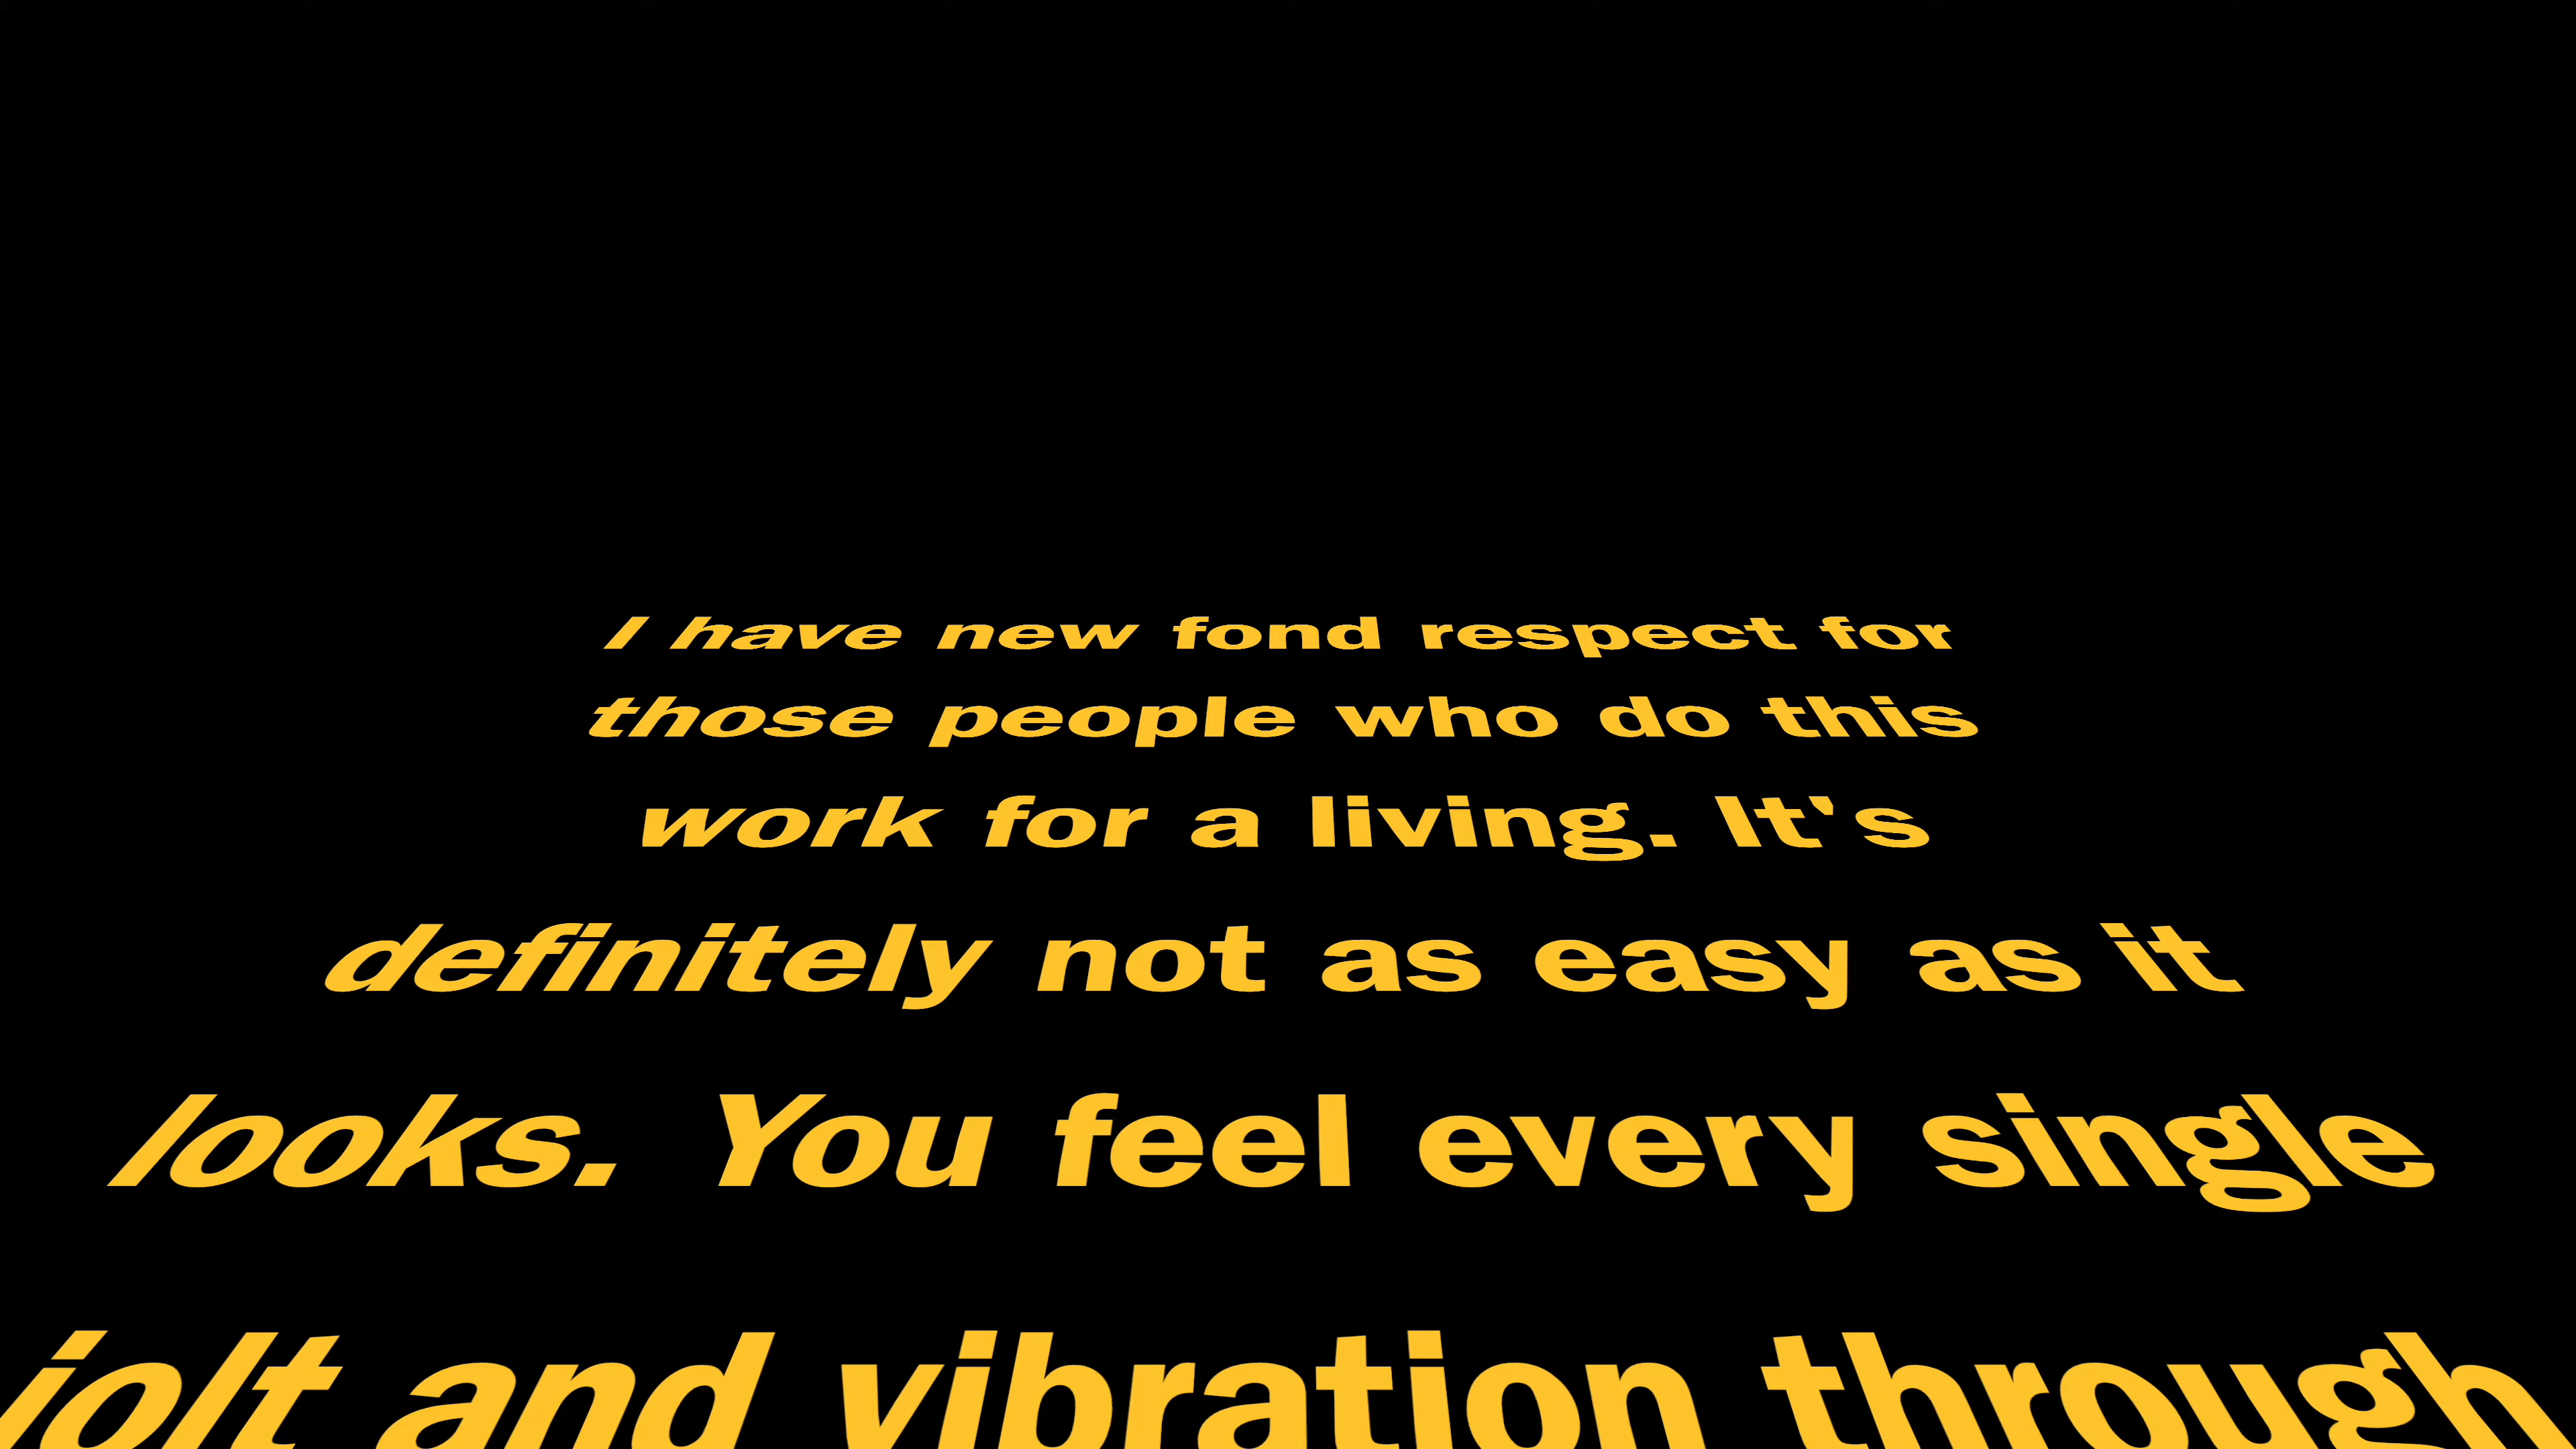 I have new fond respect for
those people who do this
work for a living. It's
definitely not as easy as it
looks. You feel every single
jolt and vibration through